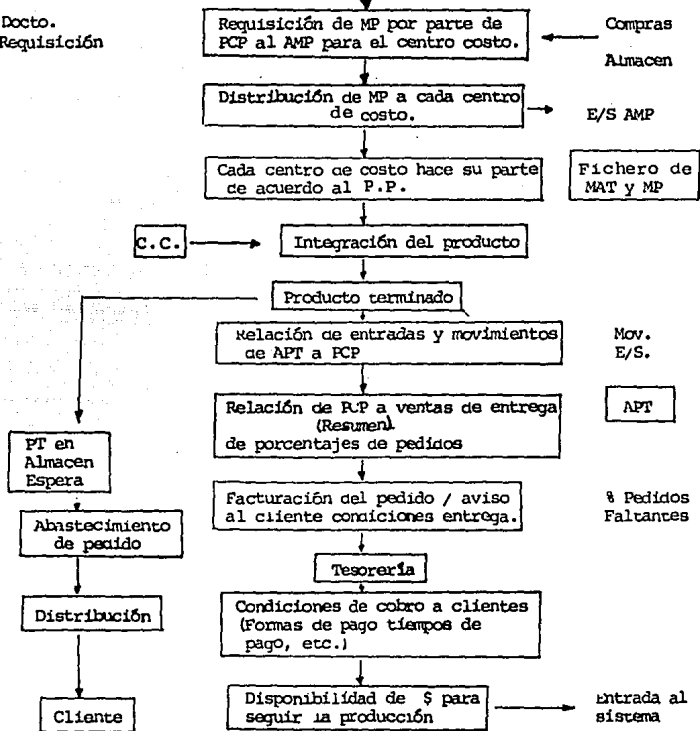 Docto.
Requisición
Requisición de MP por parte de
PCP al AMP para el centro costo.
Compras
Almacen
Distribución de MP a cada centro
de costo.
E/S AMP
Cada centro de costo hace su parte
de acuerdo al P.P.
Fichero de
MAT y MP
C.C.
Integración del producto
Producto terminado
Relación de entradas y movimientos
de APT a PCP
Mov.
E/S.
Relación de PCP a ventas de entrega
(Resumen)
de porcentajes de pedidos
APT
PT en
Almacen
Espera
Facturación del pedido / aviso
al cliente condiciones entrega.
% Pedidos
Faltantes
Abastecimiento
de pedido
Tesorería
Condiciones de cobro a clientes
(Formas de pago tiempos de
pago, etc.)
Distribución
Disponibilidad de $ para
seguir la producción
Entrada al
sistema
Cliente